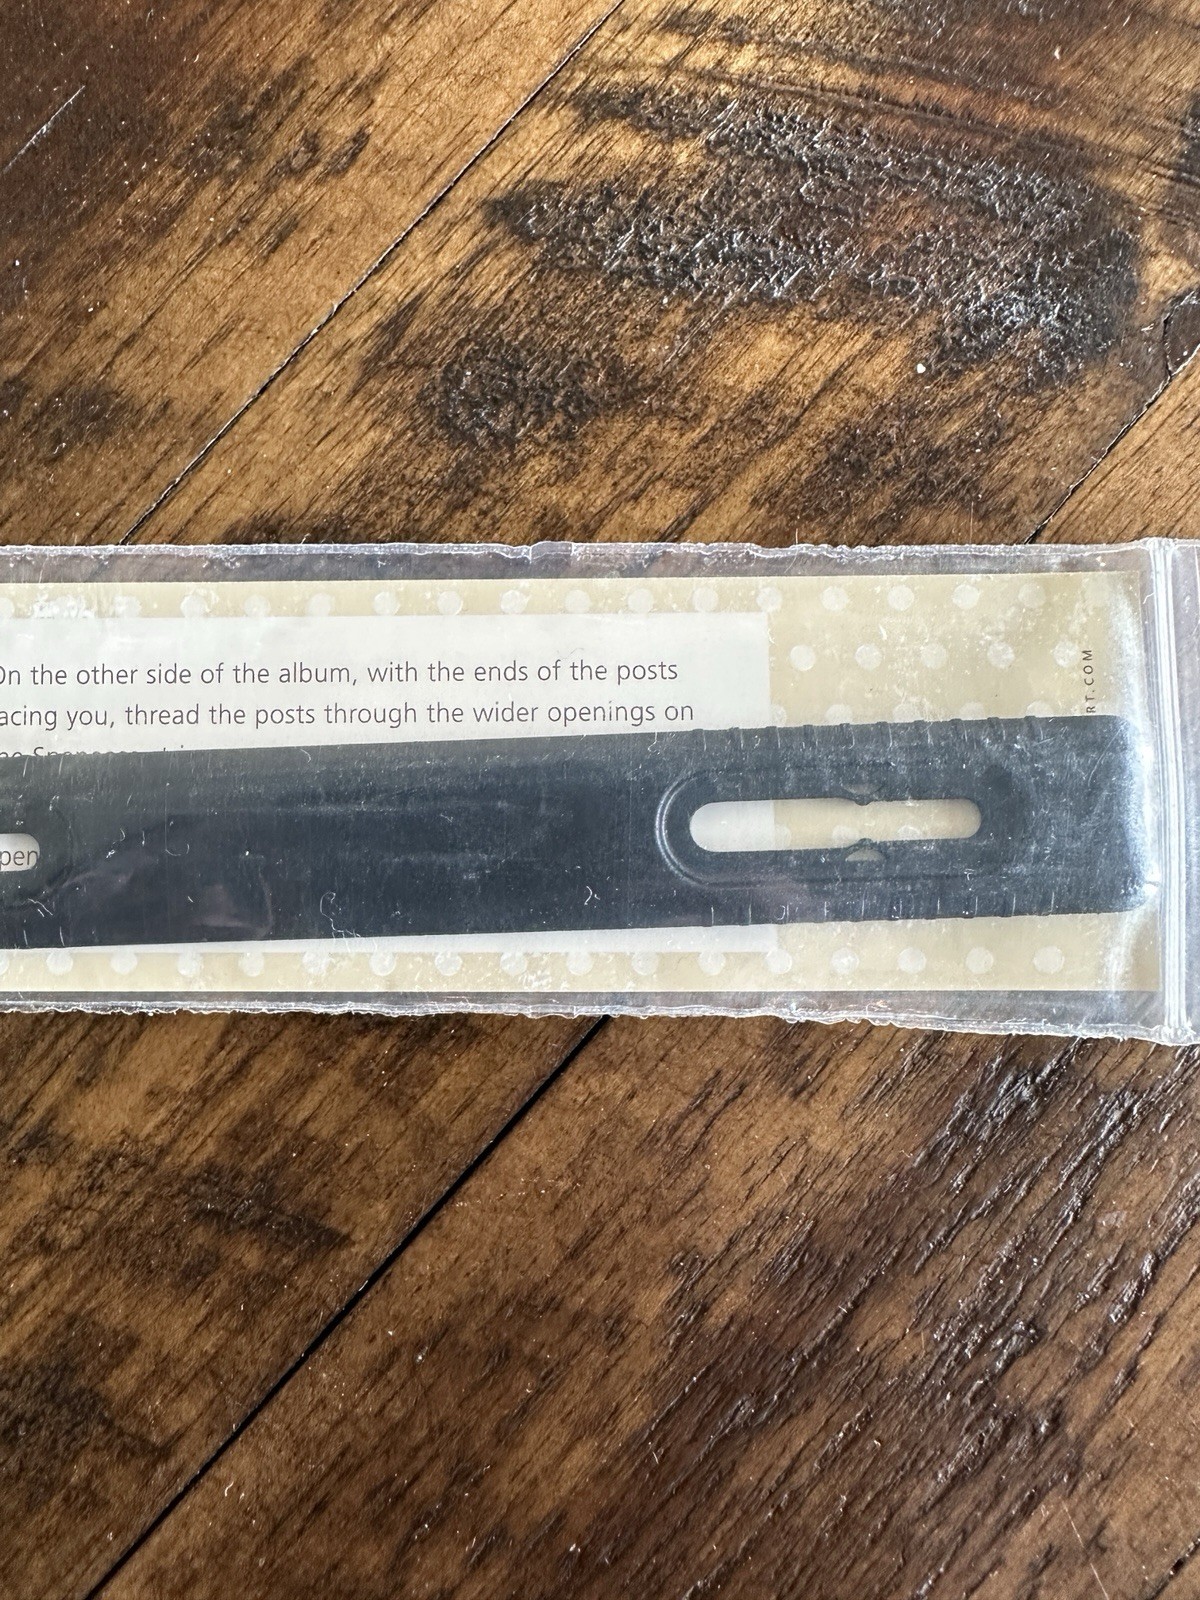 On the other side of the album, with the ends of the posts
acing you, thread the posts through the wider openings on
pen
RT.COM